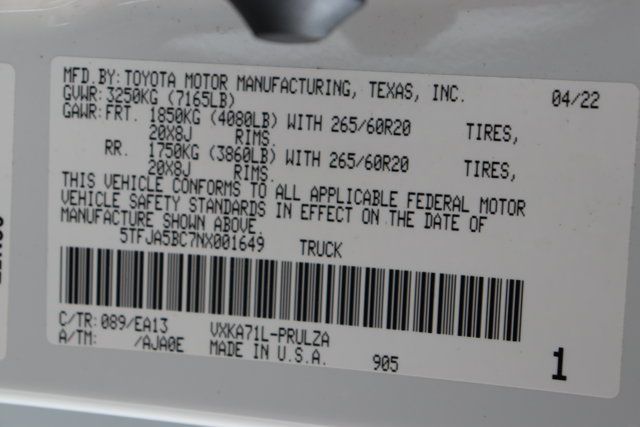 MFD.BY: TOYOTA MOTOR MANUFACTURING, TEXAS, INC. 04/22
GVWR: 3250KG (7165LB)
GAWR: FRT. 1850KG (4080LB) WITH 265/60R20 TIRES,
20X8J RIMS.
RR. 1750KG (3860LB) WITH 265/60R20 TIRES,
20X8J RIMS.
THIS VEHICLE CONFORMS TO ALL APPLICABLE FEDERAL MOTOR
VEHICLE SAFETY STANDARDS IN EFFECT ON THE DATE OF
MANUFACTURE SHOWN ABOVE.
5TFJA5BC7NX001649 TRUCK
C/TR: 089/EA13 VXKA71L-PRULZA
A/TM: /AJA0E MADE IN U.S.A. 905 1